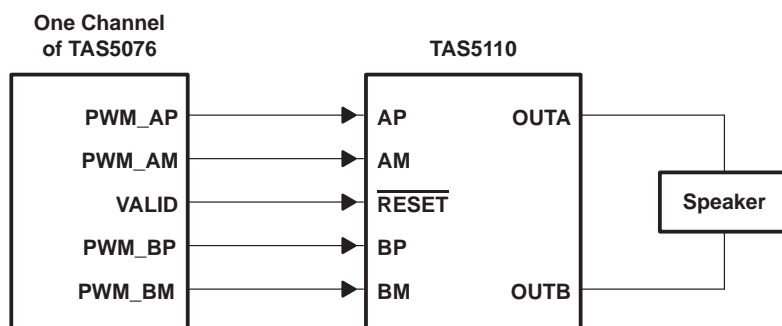 One Channel
of TAS5076
TAS5110
PWM_AP
AP
OUTA
PWM_AM
AM
VALID
RESET
Speaker
PWM_BP
BP
PWM_BM
BM
OUTB